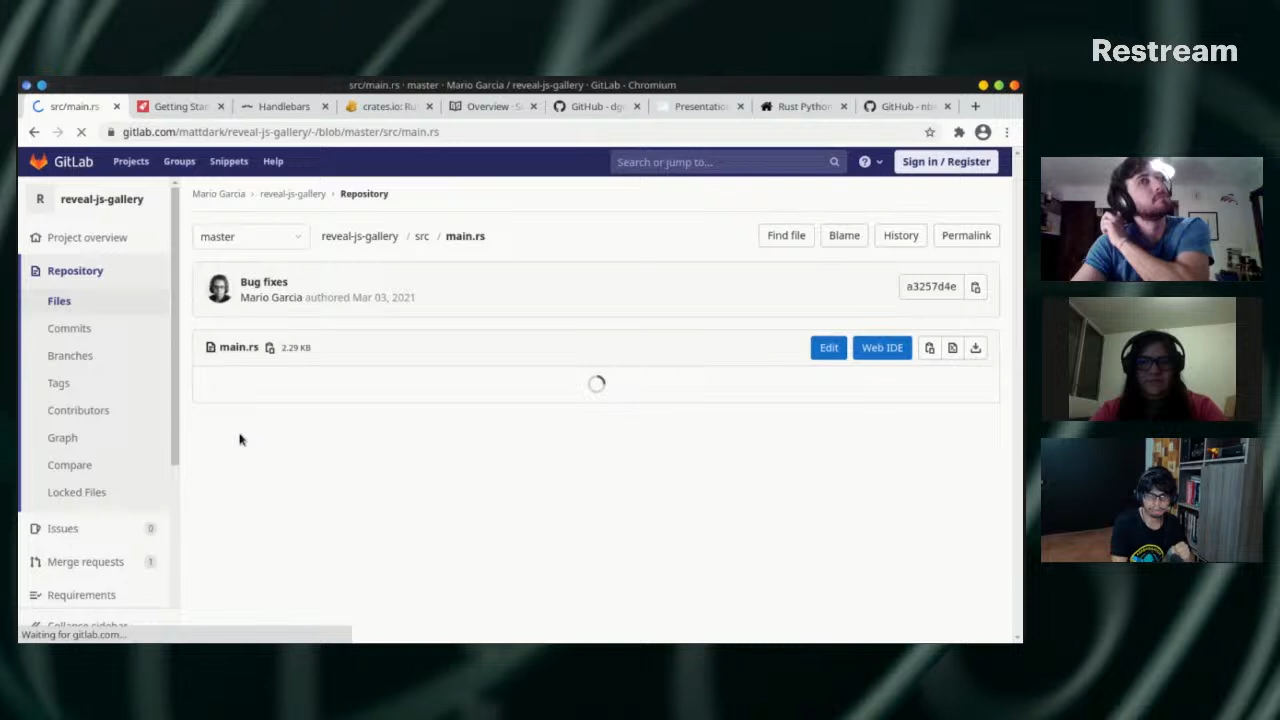 Restream
src/main.rs · master · Mario Garcia / reveal-js-gallery · GitLab - Chromium
src/main.rs
Getting Star
Handlebars
crates.io: Ru
Overview · S
GitHub - dg
Presentatio
Rust Python
GitHub - nt
gitlab.com/mattdark/reveal-js-gallery/-/blob/master/src/main.rs
GitLab Projects Groups Snippets Help Search or jump to... Sign in / Register
R reveal-js-gallery
Project overview
Repository
Files
Commits
Branches
Tags
Contributors
Graph
Compare
Locked Files
Issues 0
Merge requests 1
Requirements
Collapse sidebar
Waiting for gitlab.com...
Mario Garcia › reveal-js-gallery › Repository
master reveal-js-gallery / src / main.rs Find file Blame History Permalink
Bug fixes
Mario Garcia authored Mar 03, 2021
a3257d4e
main.rs 2.29 KB Edit Web IDE